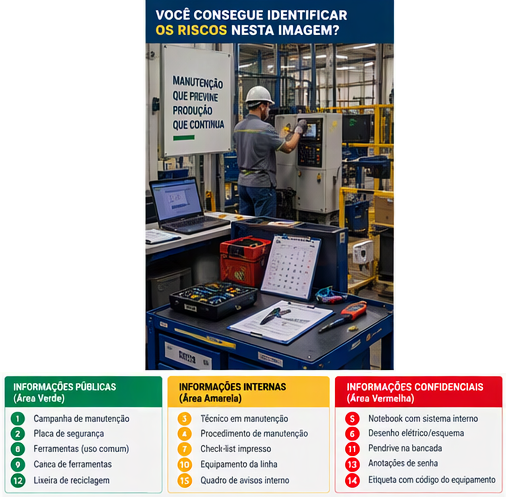 VOCÊ CONSEGUE IDENTIFICAR
OS RISCOS NESTA IMAGEM?
MANUTENÇÃO
QUE PREVINE
PRODUÇÃO
QUE CONTINUA
INFORMAÇÕES PÚBLICAS
(Área Verde)
1 Campanha de manutenção
2 Placa de segurança
8 Ferramentas (uso comum)
9 Caneca de ferramentas
12 Lixeira de reciclagem
INFORMAÇÕES INTERNAS
(Área Amarela)
3 Técnico em manutenção
4 Procedimento de manutenção
7 Check-list impresso
10 Equipamento da linha
15 Quadro de avisos interno
INFORMAÇÕES CONFIDENCIAIS
(Área Vermelha)
5 Notebook com sistema interno
6 Desenho elétrico/esquema
11 Pendrive na bancada
13 Anotações de senha
14 Etiqueta com código do equipamento